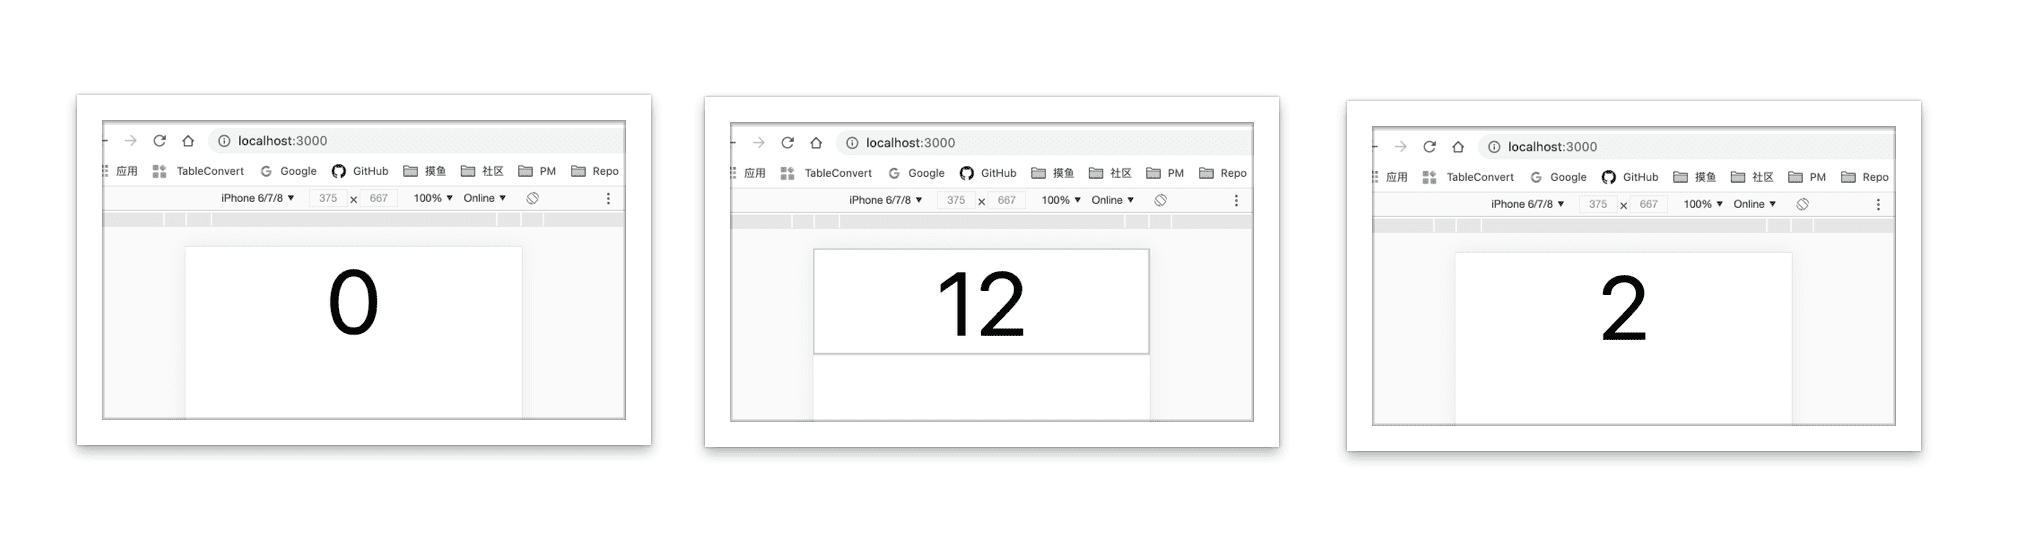 localhost:3000
应用 TableConvert Google GitHub 摸鱼 社区 PM Repo
iPhone 6/7/8 ▼ 375 x 667 100% ▼ Online ▼
0
localhost:3000
应用 TableConvert Google GitHub 摸鱼 社区 PM Repo
iPhone 6/7/8 ▼ 375 x 667 100% ▼ Online ▼
12
localhost:3000
应用 TableConvert Google GitHub 摸鱼 社区 PM Repo
iPhone 6/7/8 ▼ 375 x 667 100% ▼ Online ▼
2